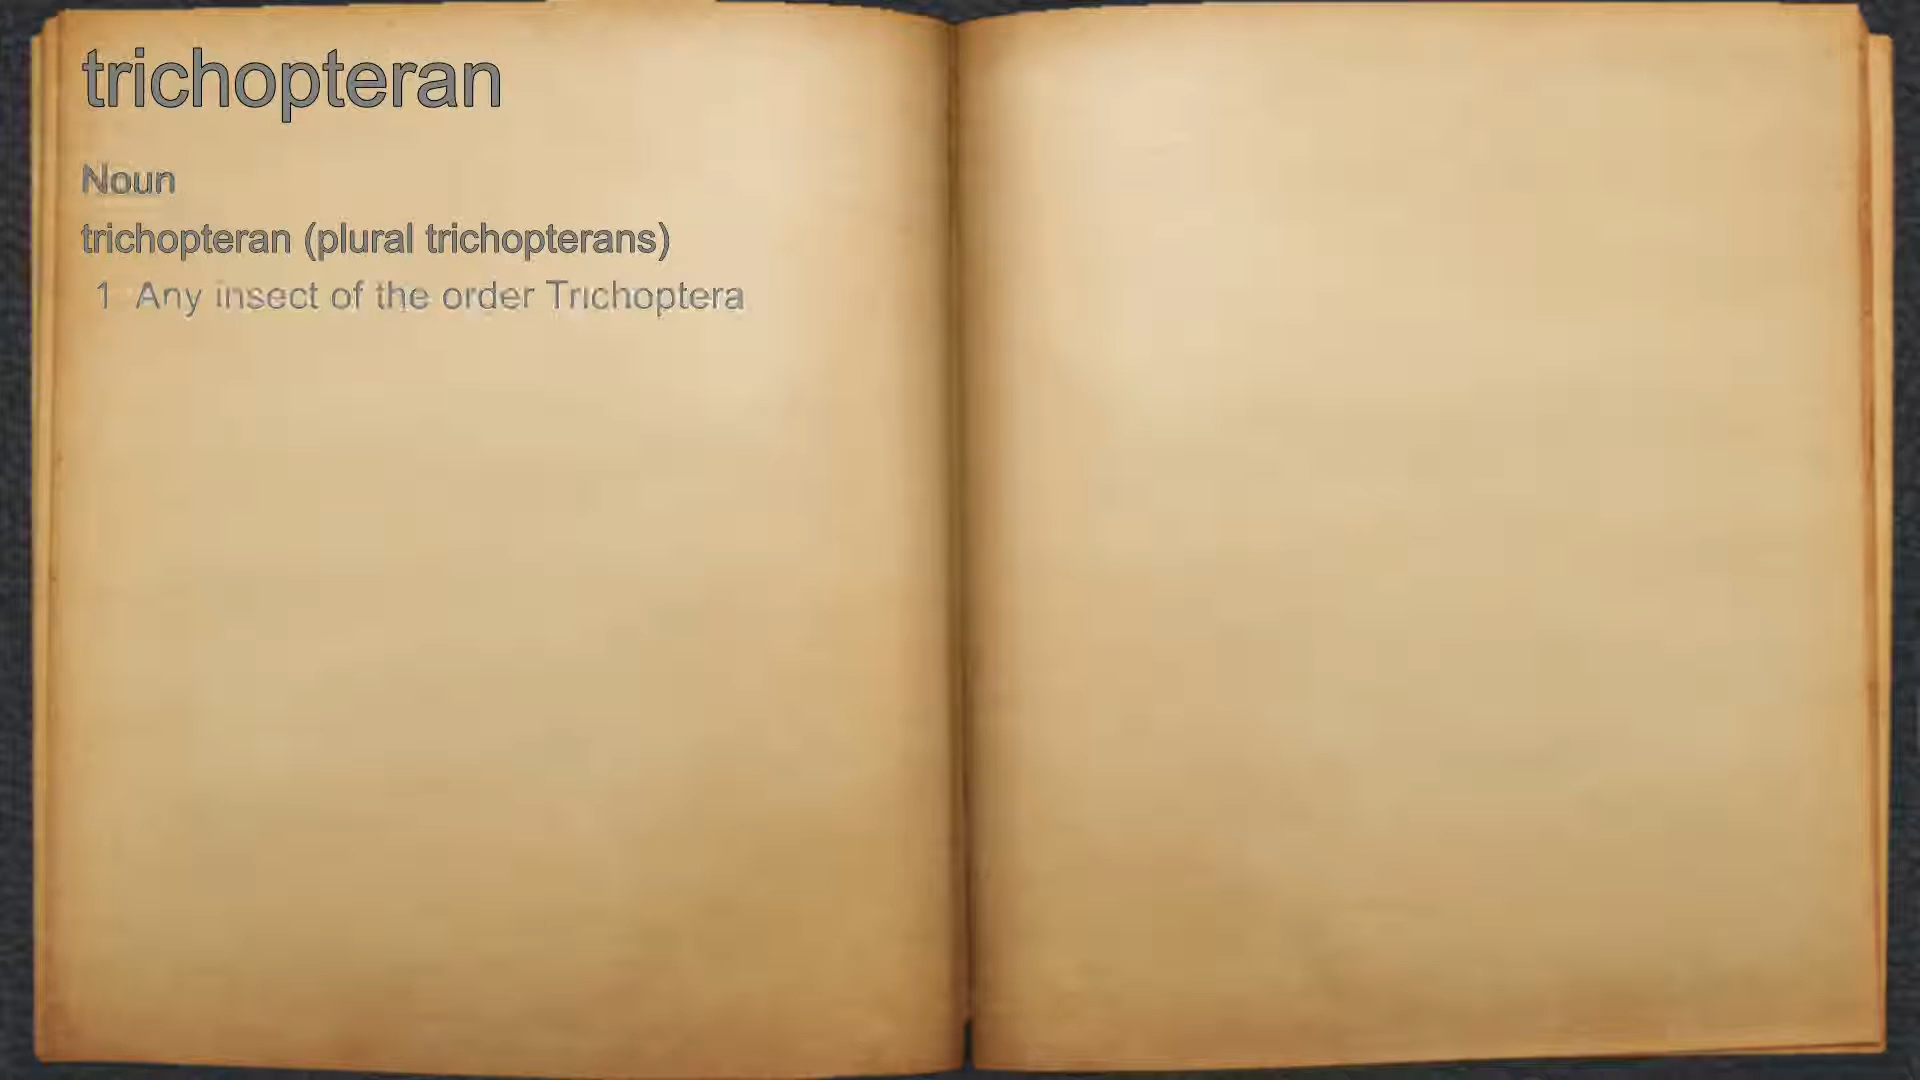 trichopteran
Noun
trichopteran (plural trichopterans)
1 Any insect of the order Trichoptera